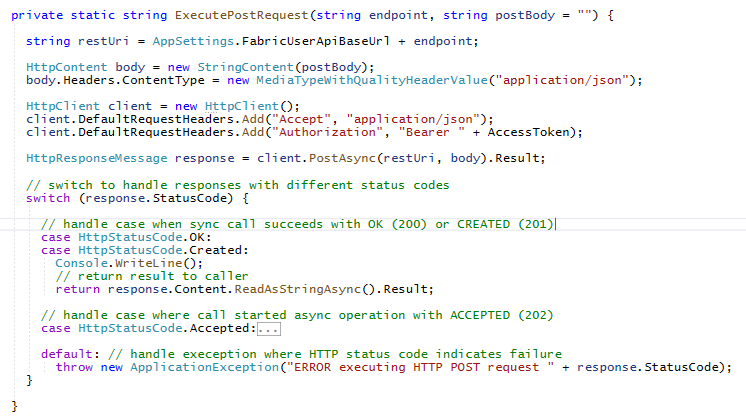 private static string ExecutePostRequest(string endpoint, string postBody = "") {
string restUri = AppSettings.FabricUserApiBaseUrl + endpoint;
HttpContent body = new StringContent(postBody);
body.Headers.ContentType = new MediaTypeWithQualityHeaderValue("application/json");
HttpClient client = new HttpClient();
client.DefaultRequestHeaders.Add("Accept", "application/json");
client.DefaultRequestHeaders.Add("Authorization", "Bearer " + AccessToken);
HttpResponseMessage response = client.PostAsync(restUri, body).Result;
// switch to handle responses with different status codes
switch (response.StatusCode) {
// handle case when sync call succeeds with OK (200) or CREATED (201)
case HttpStatusCode.OK:
case HttpStatusCode.Created:
Console.WriteLine();
// return result to caller
return response.Content.ReadAsStringAsync().Result;
// handle case where call started async operation with ACCEPTED (202)
case HttpStatusCode.Accepted:...
default: // handle exeception where HTTP status code indicates failure
throw new ApplicationException("ERROR executing HTTP POST request " + response.StatusCode);
}
}